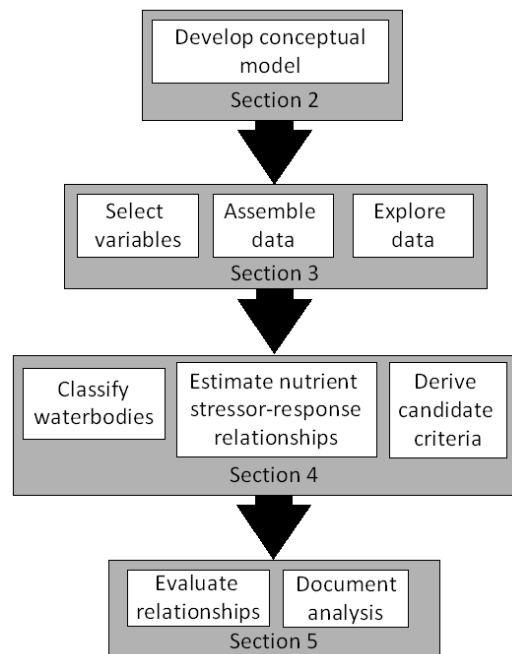 Develop conceptual
model
Section 2
Select
variables
Assemble
data
Explore
data
Section 3
Classify
waterbodies
Estimate nutrient
stressor-response
relationships
Derive
candidate
criteria
Section 4
Evaluate
relationships
Document
analysis
Section 5